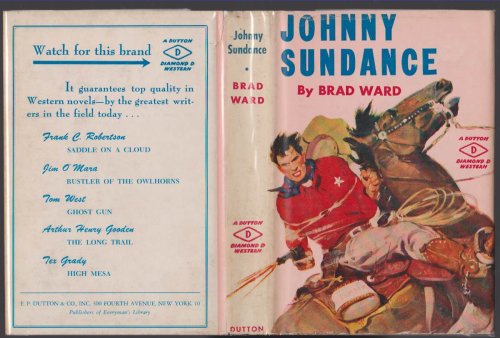 Watch for this brand
A DUTTON
D
DIAMOND D
WESTERN
It guarantees top quality in
Western novels—by the greatest writ-
ers in the field today . . .
Frank C. Robertson
SADDLE ON A CLOUD
Jim O'Mara
RUSTLER OF THE OWLHORNS
Tom West
GHOST GUN
Arthur Henry Gooden
THE LONG TRAIL
Tex Grady
HIGH MESA
E. P. DUTTON & CO., INC. 300 FOURTH AVENUE, NEW YORK 10
Publishers of Everyman's Library
Johnny
Sundance
BRAD
WARD
A DUTTON
D
DIAMOND D
WESTERN
DUTTON
JOHNNY
SUNDANCE
By BRAD WARD
A DUTTON
D
DIAMOND D
WESTERN